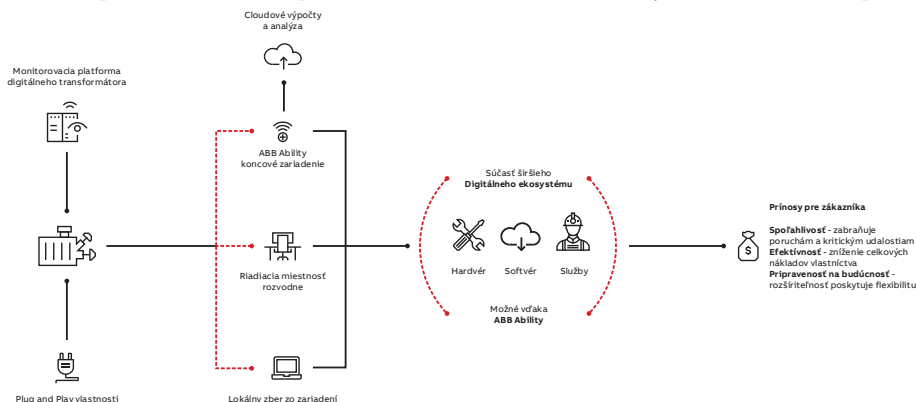 Cloudové výpočty
a analýza
Monitorovacia platforma
digitálneho transformátora
ABB Ability
koncové zariadenie
Riadiacia miestnosť
rozvodne
Plug and Play vlastnosti
Lokálny zber zo zariadení
Súčasť širšieho
Digitálneho ekosystému
Hardvér
Softvér
Služby
Možné vďaka
ABB Ability
$
Prínosy pre zákazníka
Spoľahlivosť - zabraňuje
poruchám a kritickým udalostiam
Efektívnosť - zníženie celkových
nákladov vlastníctva
Pripravenosť na budúcnosť -
rozšíriteľnosť poskytuje flexibilitu